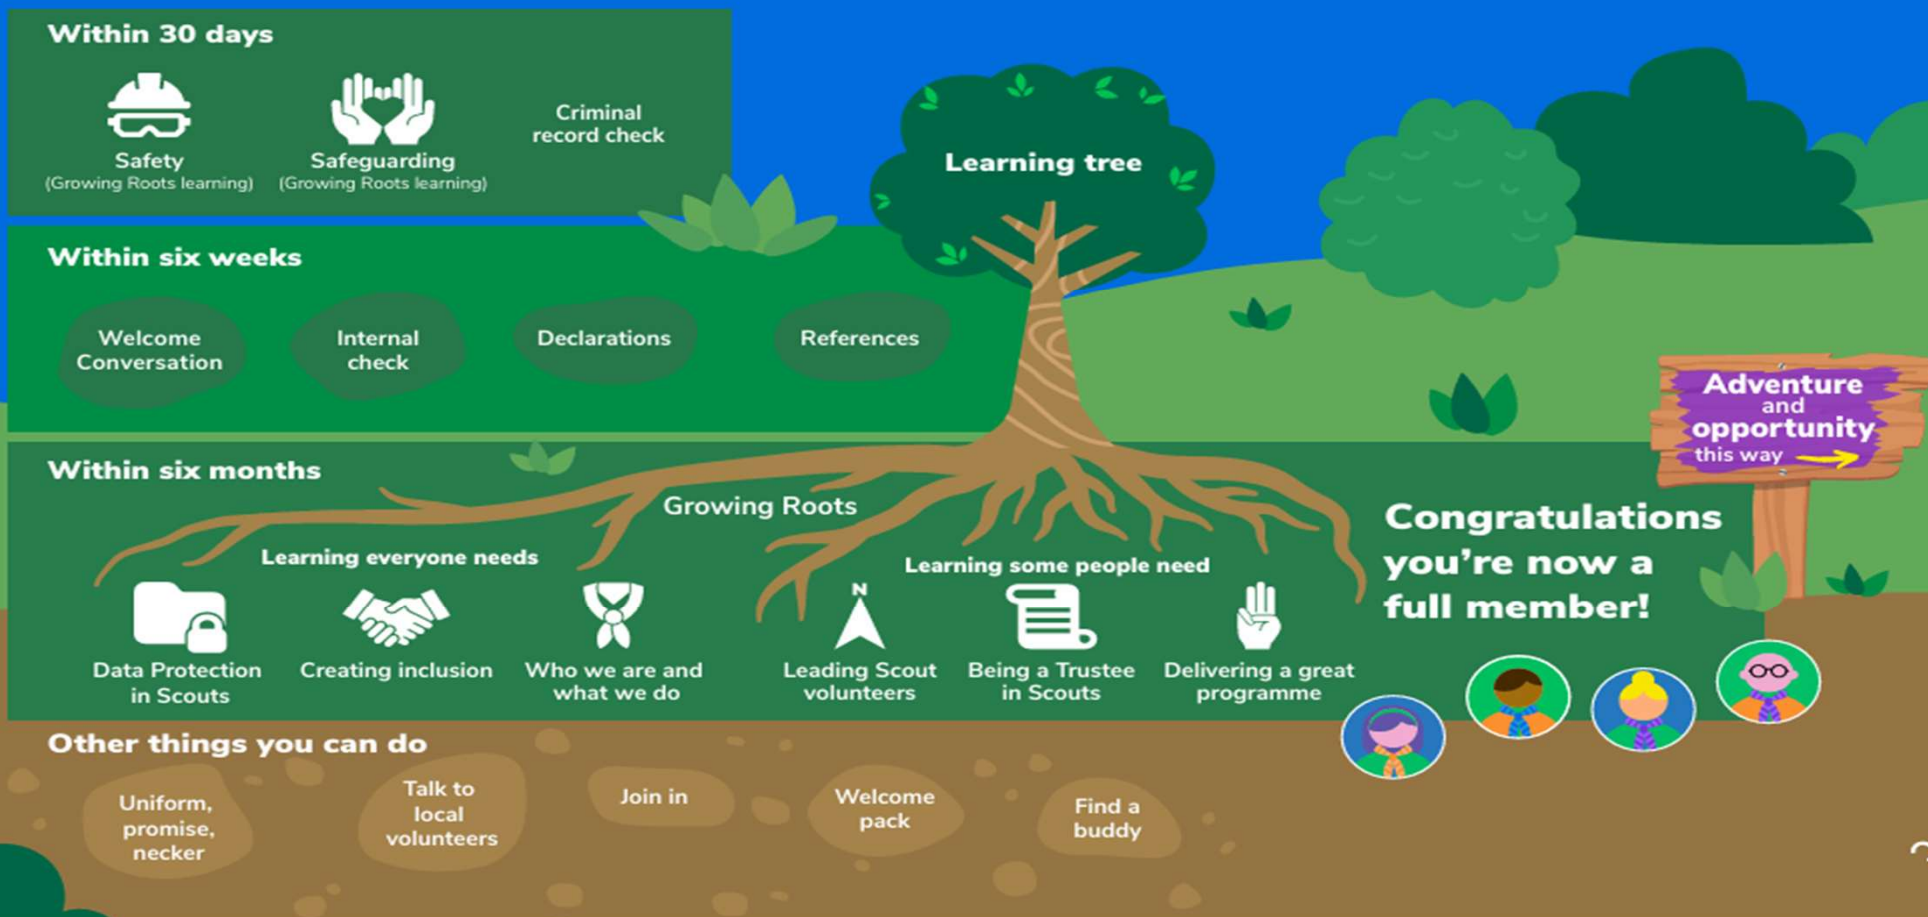 Within 30 days
Safety
(Growing Roots learning)
Safeguarding
(Growing Roots learning)
Criminal
record check
Learning tree
Within six weeks
Welcome
Conversation
Internal
check
Declarations
References
Adventure
and
opportunity
this way
Within six months
Growing Roots
Learning everyone needs
Data Protection
in Scouts
Creating inclusion
Who we are and
what we do
Learning some people need
N
Leading Scout
volunteers
Being a Trustee
in Scouts
Delivering a great
programme
Congratulations
you're now a
full member!
Other things you can do
Uniform,
promise,
necker
Talk to
local
volunteers
Join in
Welcome
pack
Find a
buddy